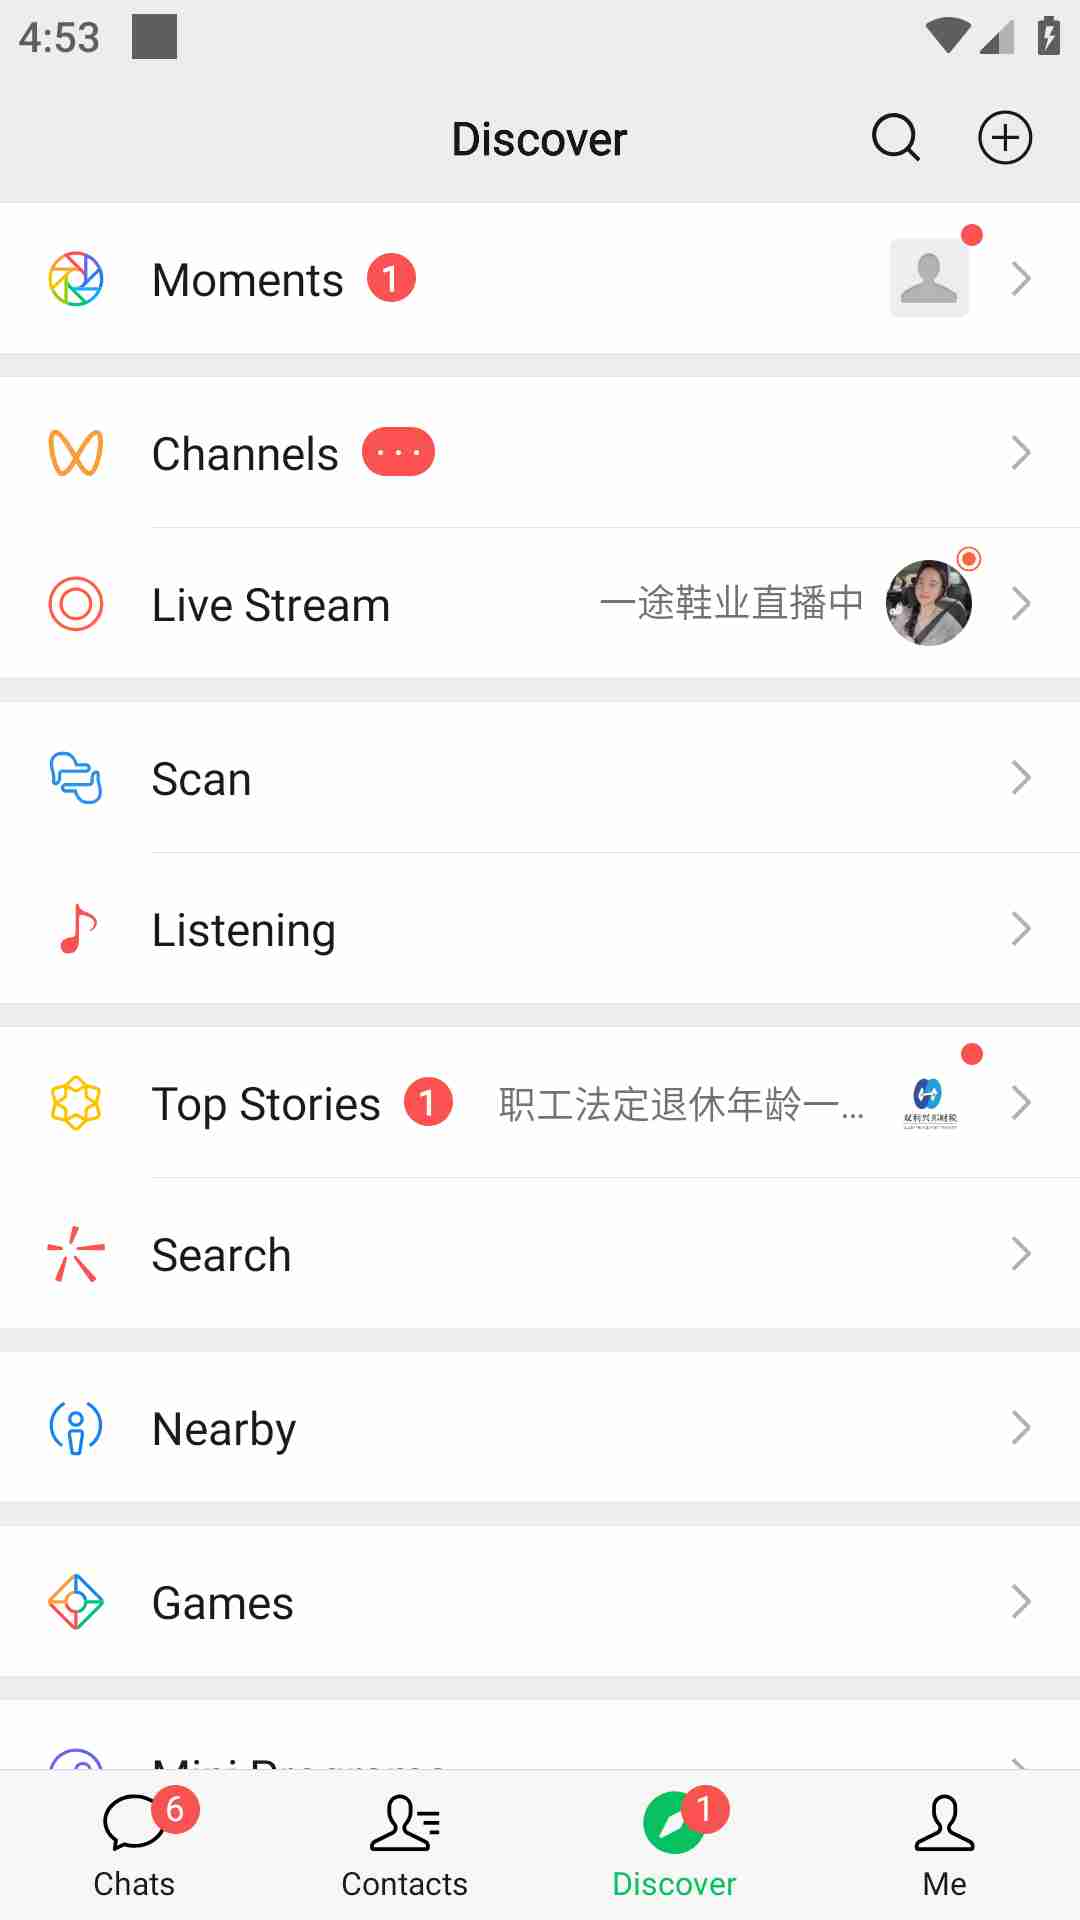 4:53
Discover
Moments 1
Channels
Live Stream 一途鞋业直播中
Scan
Listening
Top Stories 1 职工法定退休年龄一...
Search
Nearby
Games
Mini Programs
6 1
Chats Contacts Discover Me